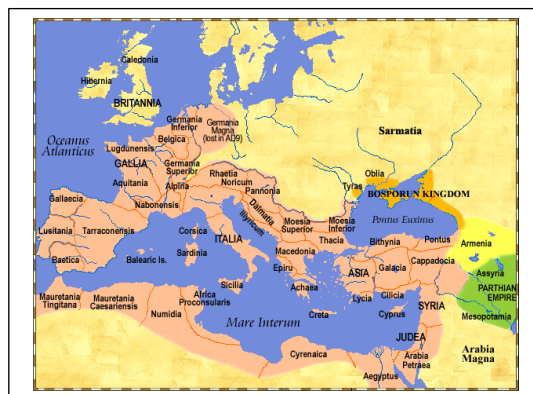 Caledonia
Hibernia
BRITANNIA
Oceanus
Atlanticus
Germania
Inferior
Germania
Magna
(lost in AD9)
Belgica
Lugdunensis
GALLIA
Germania
Superior
Aquitania
Alpina
Nabonensis
Rhaetia
Noricum
Pannonia
Sarmatia
Olbia
Tyras
BOSPORUN KINGDOM
Pontus Euxinus
Gallaecia
Lusitania
Tarraconensis
Baetica
Balearic Is.
Corsica
Sardinia
ITALIA
Dalmatia
Illyricum
Moesia
Superior
Moesia
Inferior
Thacia
Macedonia
Epiru
Achaea
Sicilia
Bithynia
Pontus
Armenia
ASIA
Galacia
Cappadocia
Lycia
Cilicia
Assyria
PARTHIAN
EMPIRE
Mesopotamia
SYRIA
Cyprus
Creta
Mauretania
Tingitana
Mauretania
Caesariensis
Numidia
Africa
Proconsularis
Mare Interum
Cyrenaica
JUDEA
Arabia
Petraea
Aegyptus
Arabia
Magna